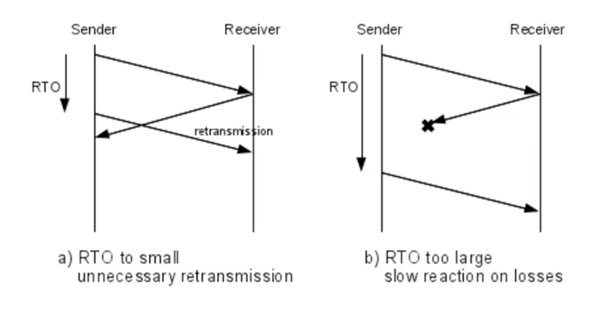 Sender Receiver Sender Receiver
RTO RTO
retransmission
a) RTO to small b) RTO too large
unnecessary retransmission slow reaction on losses